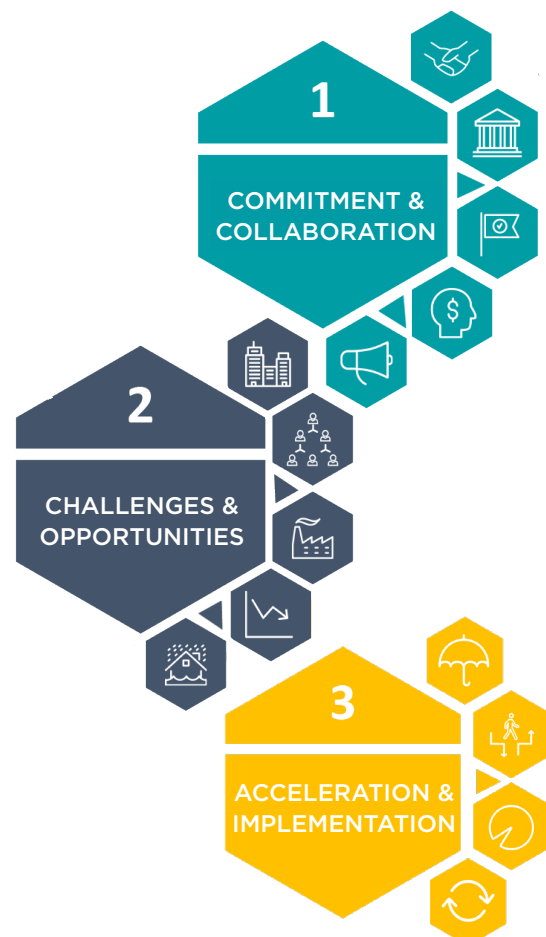 1
COMMITMENT &
COLLABORATION
$
2
CHALLENGES &
OPPORTUNITIES
3
ACCELERATION &
IMPLEMENTATION